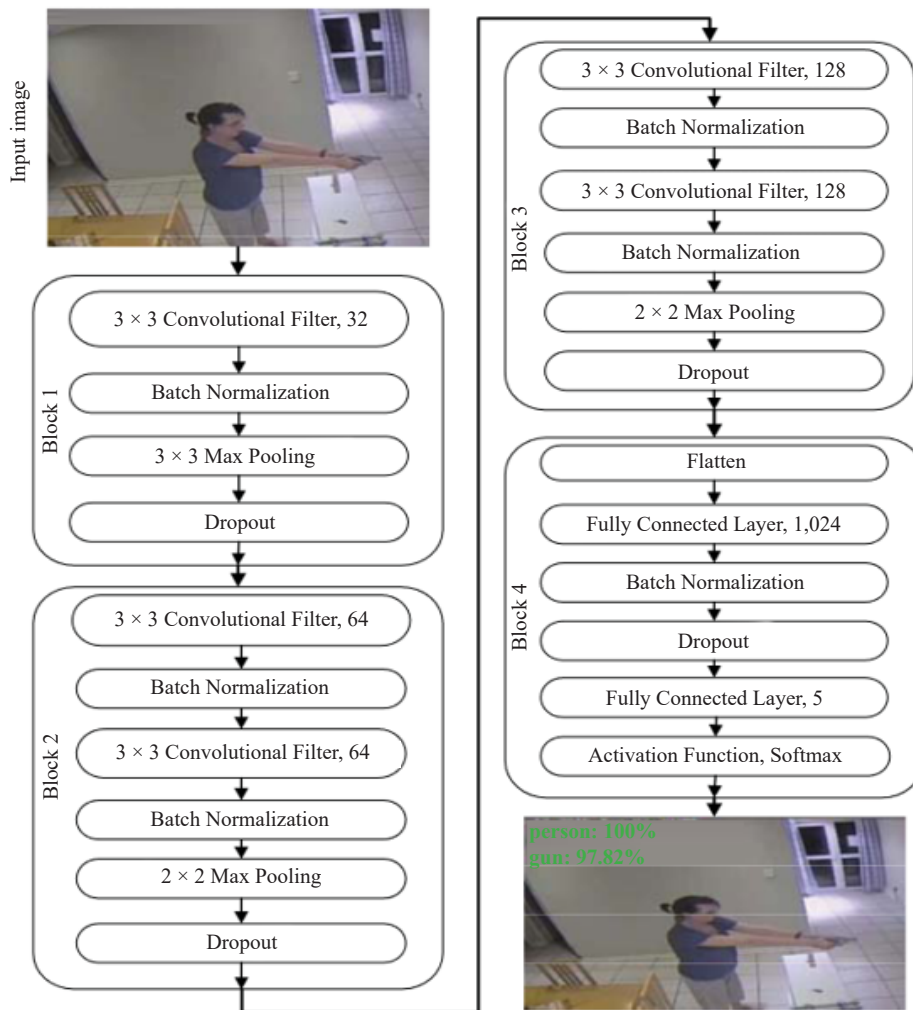 Input image
Block 1
3 × 3 Convolutional Filter, 32
Batch Normalization
3 × 3 Max Pooling
Dropout
Block 2
3 × 3 Convolutional Filter, 64
Batch Normalization
3 × 3 Convolutional Filter, 64
Batch Normalization
2 × 2 Max Pooling
Dropout
Block 3
3 × 3 Convolutional Filter, 128
Batch Normalization
3 × 3 Convolutional Filter, 128
Batch Normalization
2 × 2 Max Pooling
Dropout
Block 4
Flatten
Fully Connected Layer, 1,024
Batch Normalization
Dropout
Fully Connected Layer, 5
Activation Function, Softmax
person: 100%
gun: 97.82%